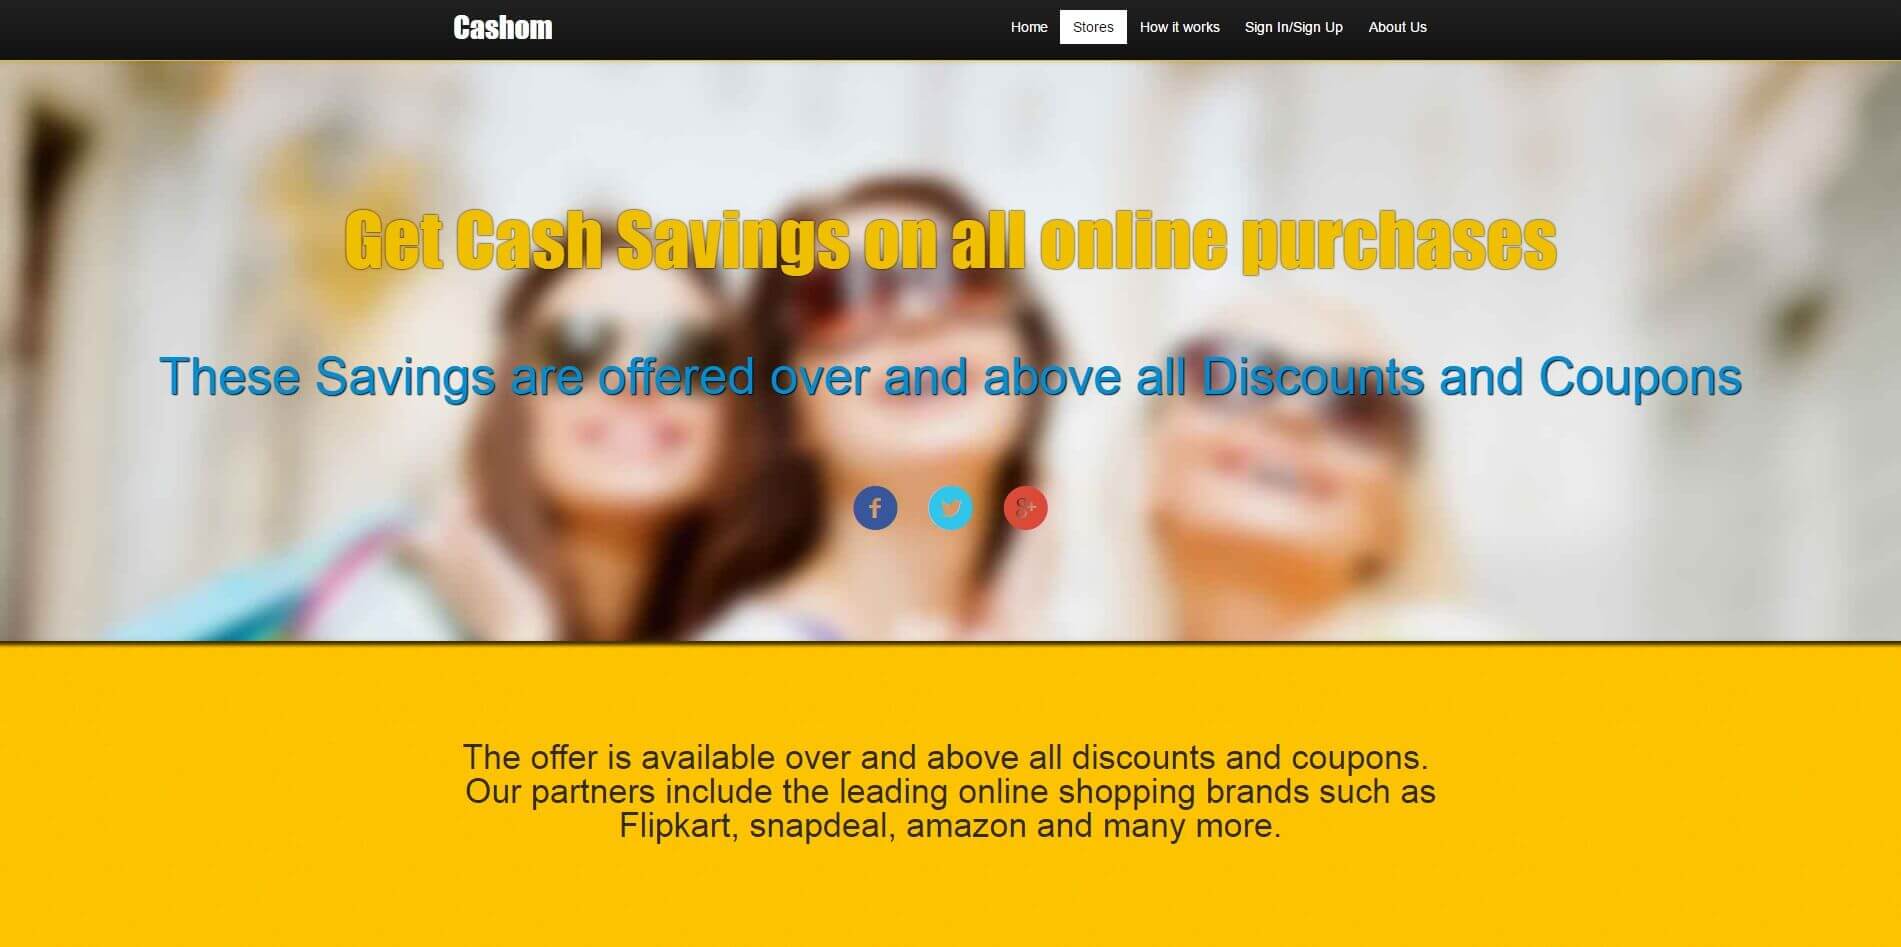 Cashom
Home Stores How it works Sign In/Sign Up About Us
Get Cash Savings on all online purchases
These Savings are offered over and above all Discounts and Coupons
The offer is available over and above all discounts and coupons.
Our partners include the leading online shopping brands such as
Flipkart, snapdeal, amazon and many more.